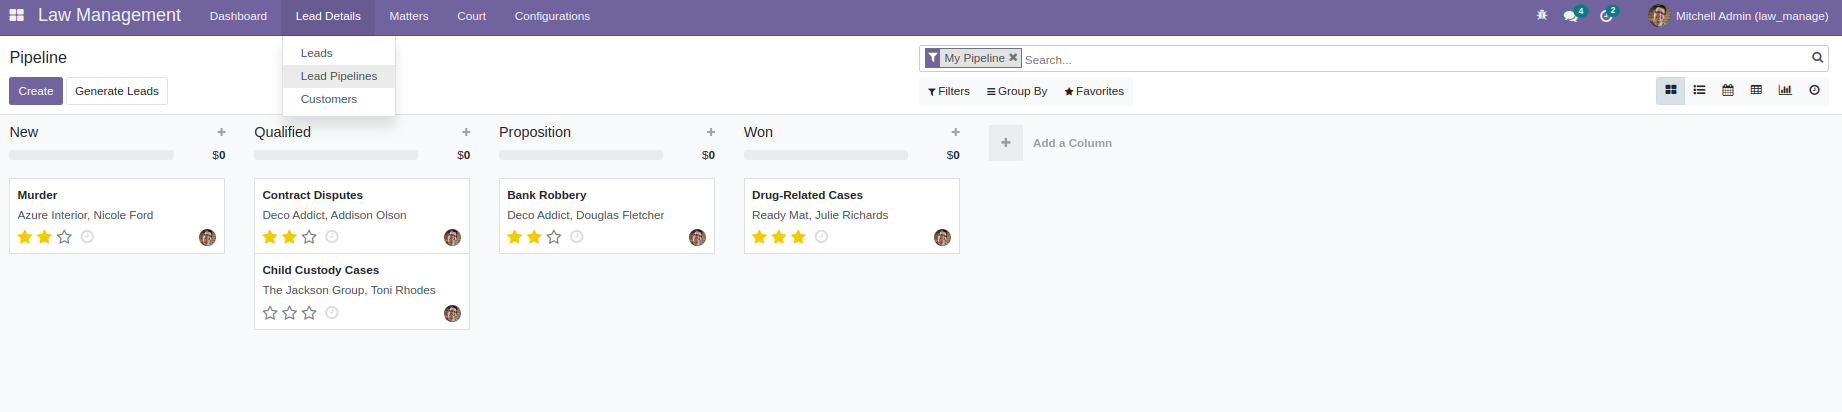 Law Management Dashboard Lead Details Matters Court Configurations 4 2 Mitchell Admin (law_manage)
Leads
Lead Pipelines
Customers
Pipeline
My Pipeline Search...
Create Generate Leads
Filters Group By Favorites
New
$0
Murder
Azure Interior, Nicole Ford
Qualified
$0
Contract Disputes
Deco Addict, Addison Olson
Child Custody Cases
The Jackson Group, Toni Rhodes
Proposition
$0
Bank Robbery
Deco Addict, Douglas Fletcher
Won
$0
Drug-Related Cases
Ready Mat, Julie Richards
Add a Column